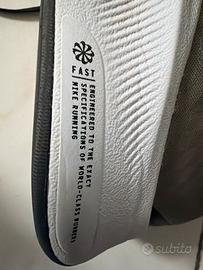 FAST
ENGINEERED TO THE EXACT
SPECIFICATIONS OF WORLD-CLASS RUNNERS
NIKE RUNNING
subito